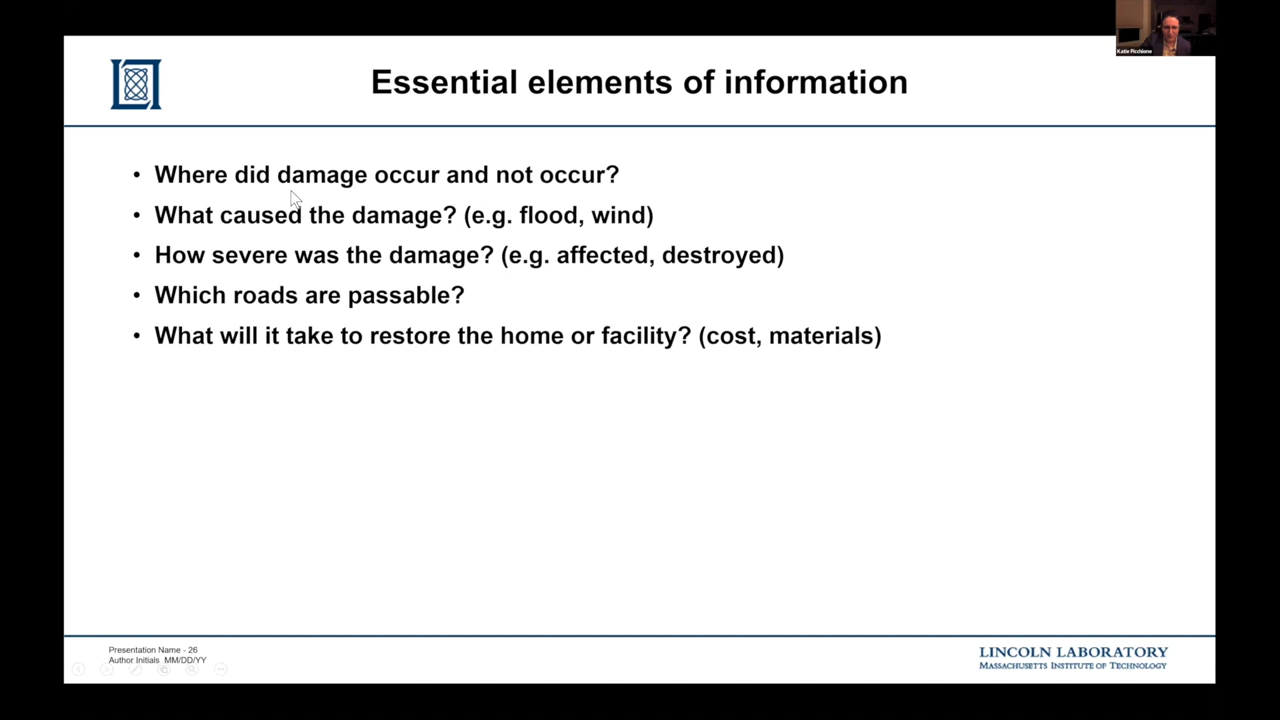 Katie Picchione
Essential elements of information
• Where did damage occur and not occur?
• What caused the damage? (e.g. flood, wind)
• How severe was the damage? (e.g. affected, destroyed)
• Which roads are passable?
• What will it take to restore the home or facility? (cost, materials)
Presentation Name - 26
Author Initials MM/DD/YY
LINCOLN LABORATORY
MASSACHUSETTS INSTITUTE OF TECHNOLOGY